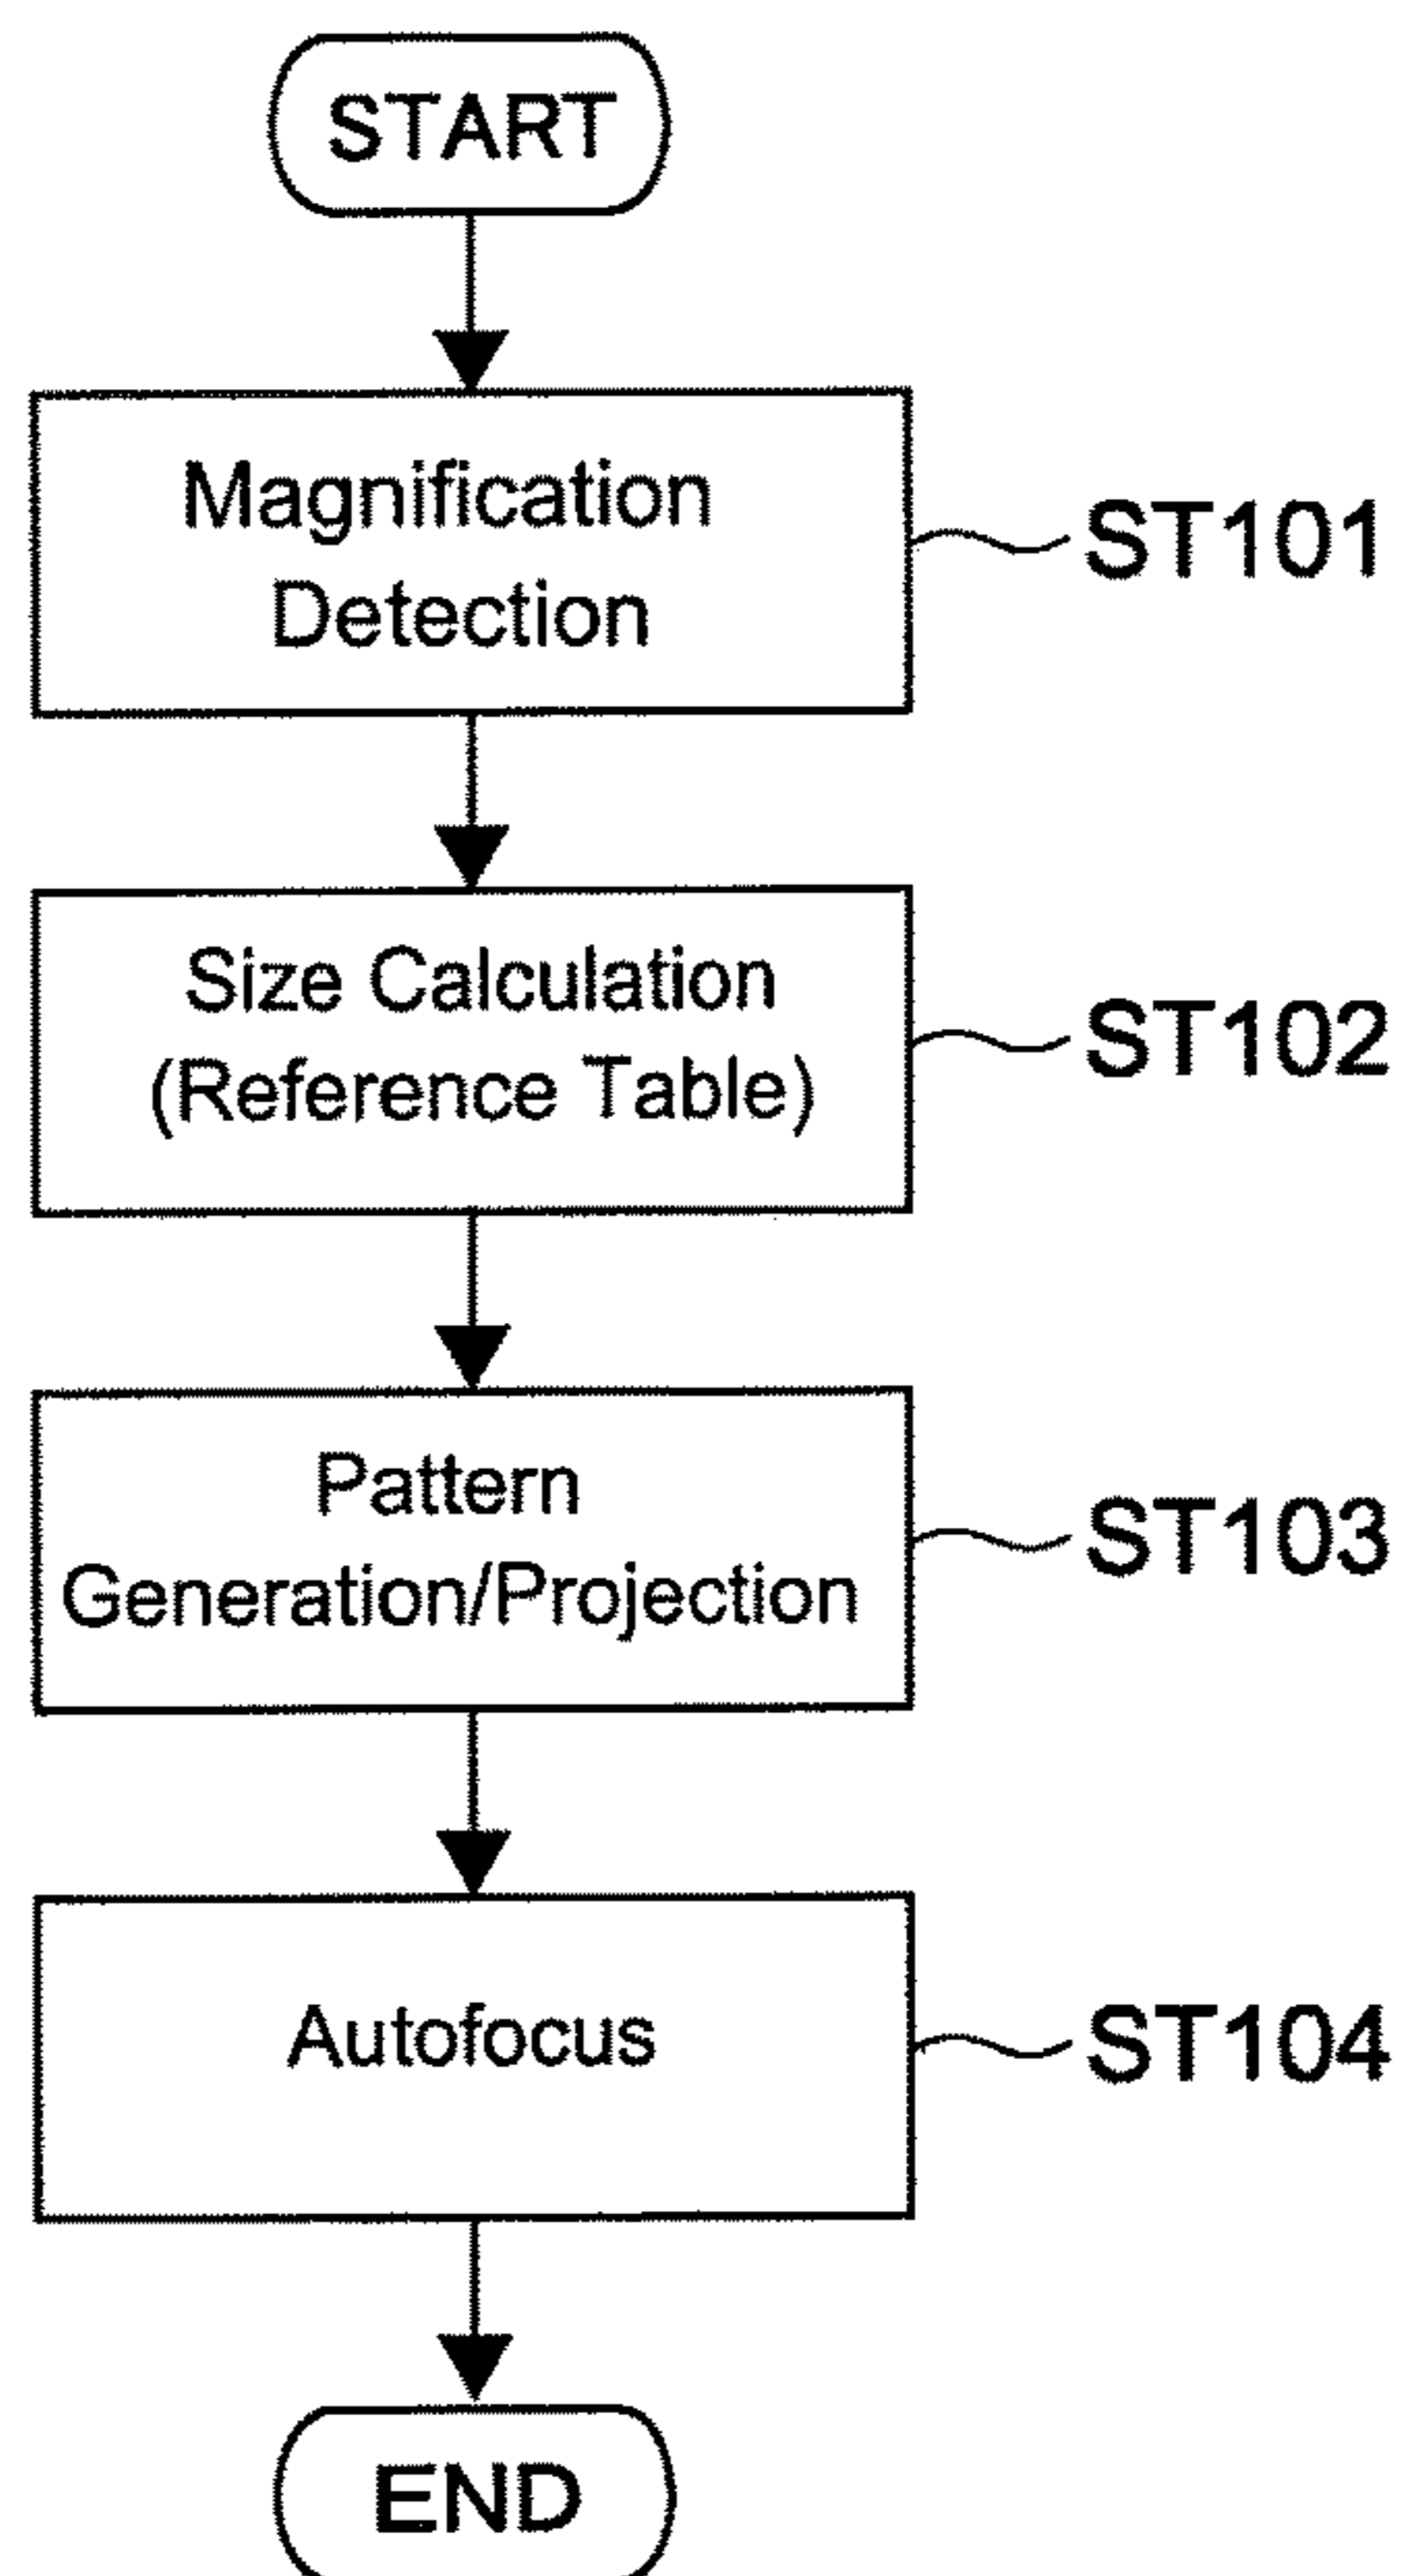 START
Magnification
Detection
ST101
Size Calculation
(Reference Table)
ST102
Pattern
Generation/Projection
ST103
Autofocus
ST104
END